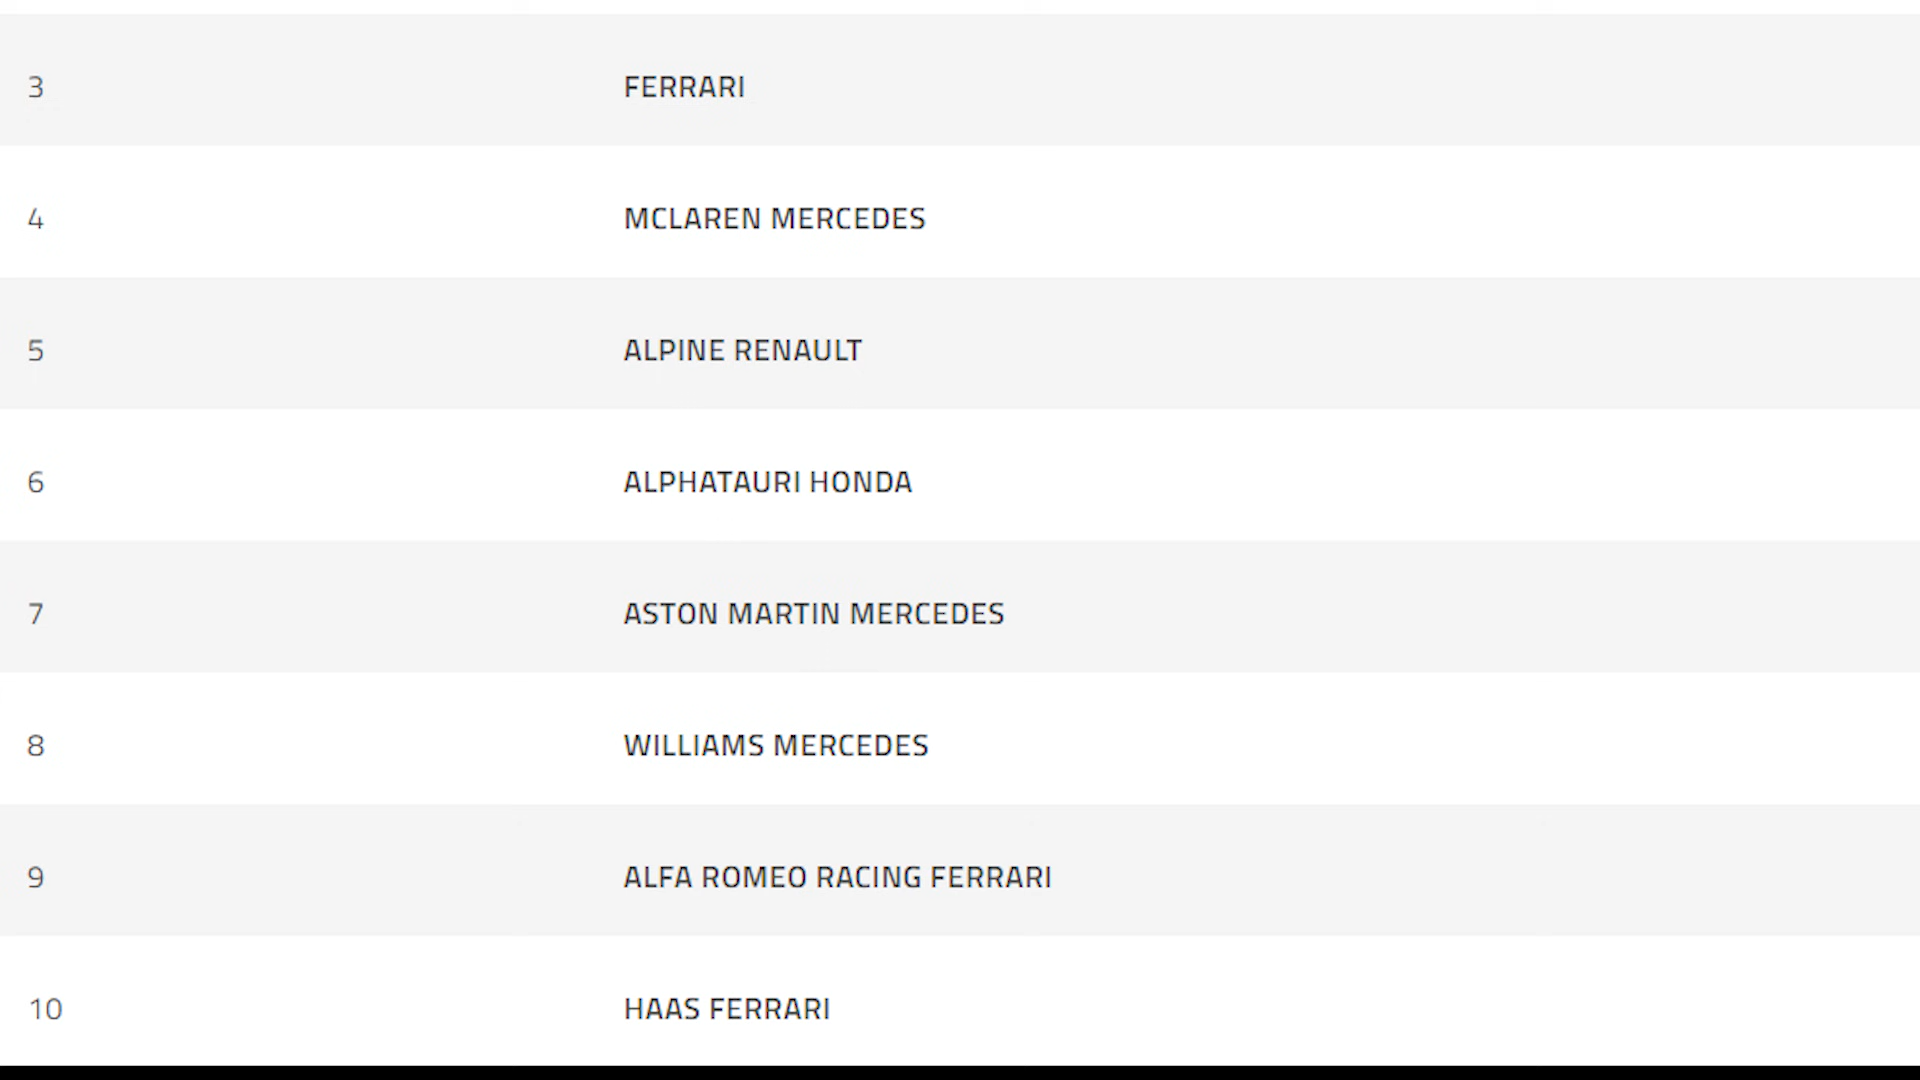 3 FERRARI
4 MCLAREN MERCEDES
5 ALPINE RENAULT
6 ALPHATAURI HONDA
7 ASTON MARTIN MERCEDES
8 WILLIAMS MERCEDES
9 ALFA ROMEO RACING FERRARI
10 HAAS FERRARI